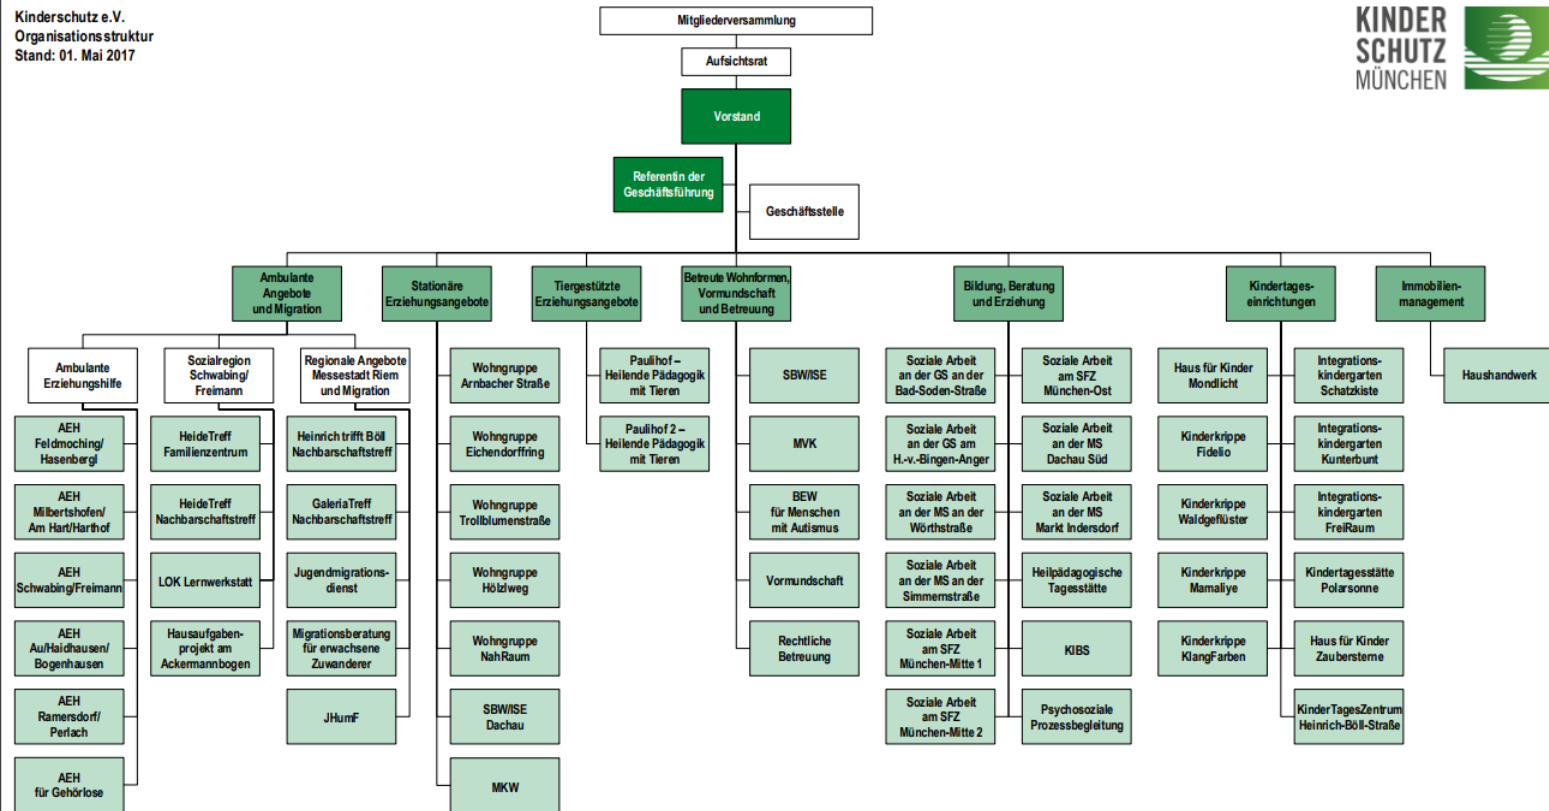 Kinderschutz e.V.
Organisationsstruktur
Stand: 01. Mai 2017
KINDER
SCHUTZ
MÜNCHEN
Mitgliederversammlung
Aufsichtsrat
Vorstand
Referentin der
Geschäftsführung
Geschäftsstelle
Ambulante
Angebote
und Migration
Stationäre
Erziehungsangebote
Tiergestützte
Erziehungsangebote
Betreute Wohnformen,
Vormundschaft
und Betreuung
Bildung, Beratung
und Erziehung
Kindertages-
einrichtungen
Immobilien-
management
Ambulante
Erziehungshilfe
Sozialregion
Schwabing/
Freimann
Regionale Angebote
Messestadt Riem
und Migration
AEH
Feldmoching/
Hasenbergl
AEH
Milbertshofen/
Am Hart/Harthof
AEH
Schwabing/Freimann
AEH
Au/Haidhausen/
Bogenhausen
AEH
Ramersdorf/
Perlach
AEH
für Gehörlose
HeideTreff
Familienzentrum
HeideTreff
Nachbarschaftstreff
LOK Lernwerkstatt
Hausaufgaben-
projekt am
Ackermannbogen
Heinrich trifft Böll
Nachbarschaftstreff
GaleriaTreff
Nachbarschaftstreff
Jugendmigrations-
dienst
Migrationsberatung
für erwachsene
Zuwanderer
JHumF
Wohngruppe
Arnbacher Straße
Wohngruppe
Eichendorffring
Wohngruppe
Trollblumenstraße
Wohngruppe
Hölzlweg
Wohngruppe
NahRaum
SBW/ISE
Dachau
MKW
Paulihof –
Heilende Pädagogik
mit Tieren
Paulihof 2 –
Heilende Pädagogik
mit Tieren
SBW/ISE
MVK
BEW
für Menschen
mit Autismus
Vormundschaft
Rechtliche
Betreuung
Soziale Arbeit
an der GS an der
Bad-Soden-Straße
Soziale Arbeit
an der GS am
H.-v.-Bingen-Anger
Soziale Arbeit
an der MS an der
Wörthstraße
Soziale Arbeit
an der MS an der
Simmernstraße
Soziale Arbeit
am SFZ
München-Mitte 1
Soziale Arbeit
am SFZ
München-Mitte 2
Soziale Arbeit
am SFZ
München-Ost
Soziale Arbeit
an der MS
Dachau Süd
Soziale Arbeit
an der MS
Markt Indersdorf
Heilpädagogische
Tagesstätte
KIBS
Psychosoziale
Prozessbegleitung
Haus für Kinder
Mondlicht
Kinderkrippe
Fidelio
Kinderkrippe
Waldgeflüster
Kinderkrippe
Mamaliye
Kinderkrippe
KlangFarben
Integrations-
kindergarten
Schatzkiste
Integrations-
kindergarten
Kunterbunt
Integrations-
kindergarten
FreiRaum
Kindertagesstätte
Polarsonne
Haus für Kinder
Zaubersterne
KinderTagesZentrum
Heinrich-Böll-Straße
Haushandwerk